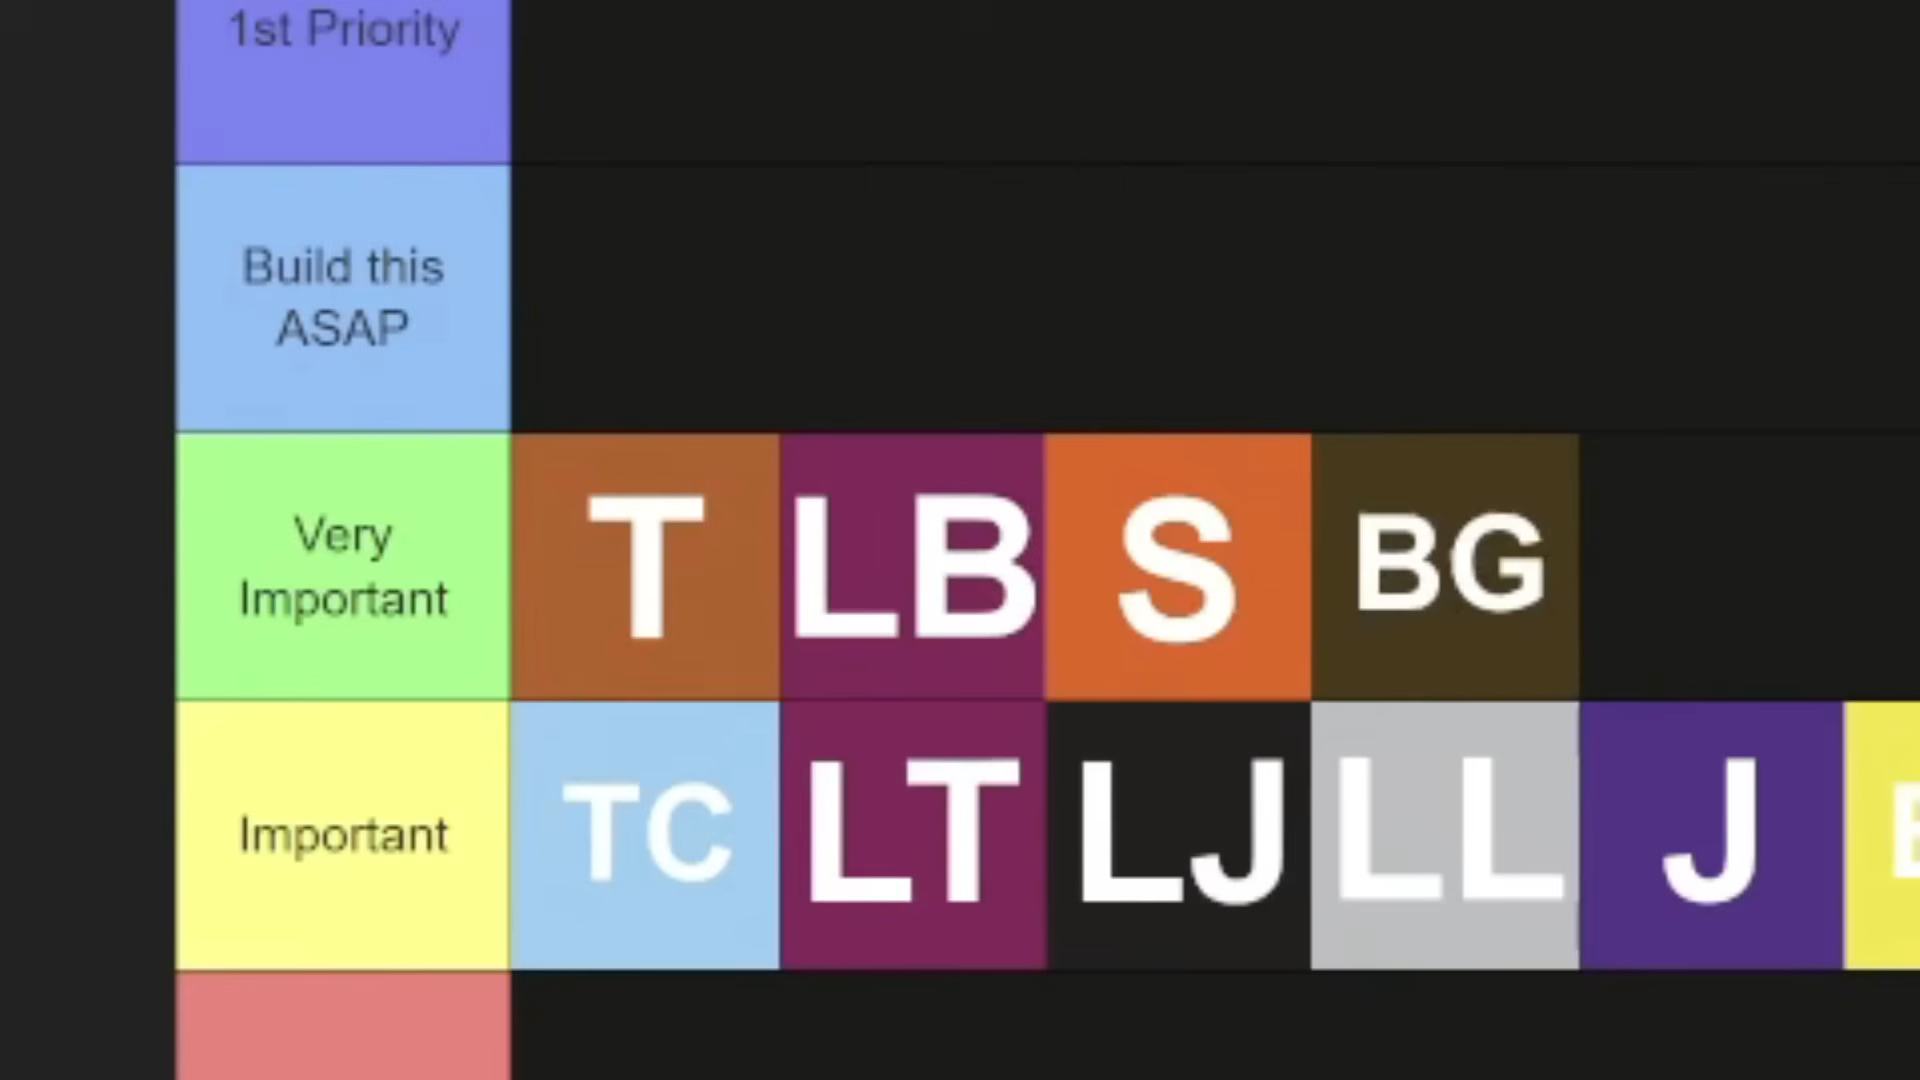 1st Priority
Build this
ASAP
Very
Important
T
LB
S
BG
Important
TC
LT
LJ
LL
J